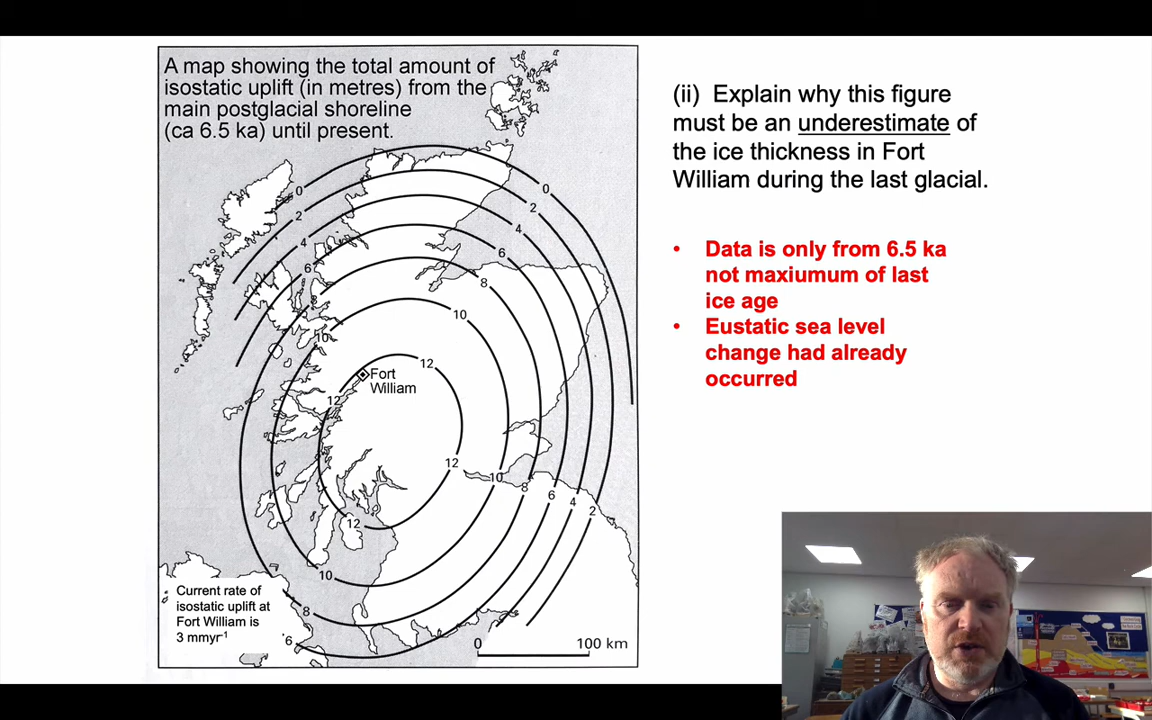 A map showing the total amount of
isostatic uplift (in metres) from the
main postglacial shoreline
(ca 6.5 ka) until present.
0
0
2
2
4
4
6
6
8
8
10
10
12
Fort
William
12
12
10
8
6
4
2
12
10
8
6
Current rate of
isostatic uplift at
Fort William is
3 mmyr-1
0
100 km
(ii) Explain why this figure
must be an underestimate of
the ice thickness in Fort
William during the last glacial.
• Data is only from 6.5 ka
not maxiumum of last
ice age
• Eustatic sea level
change had already
occurred